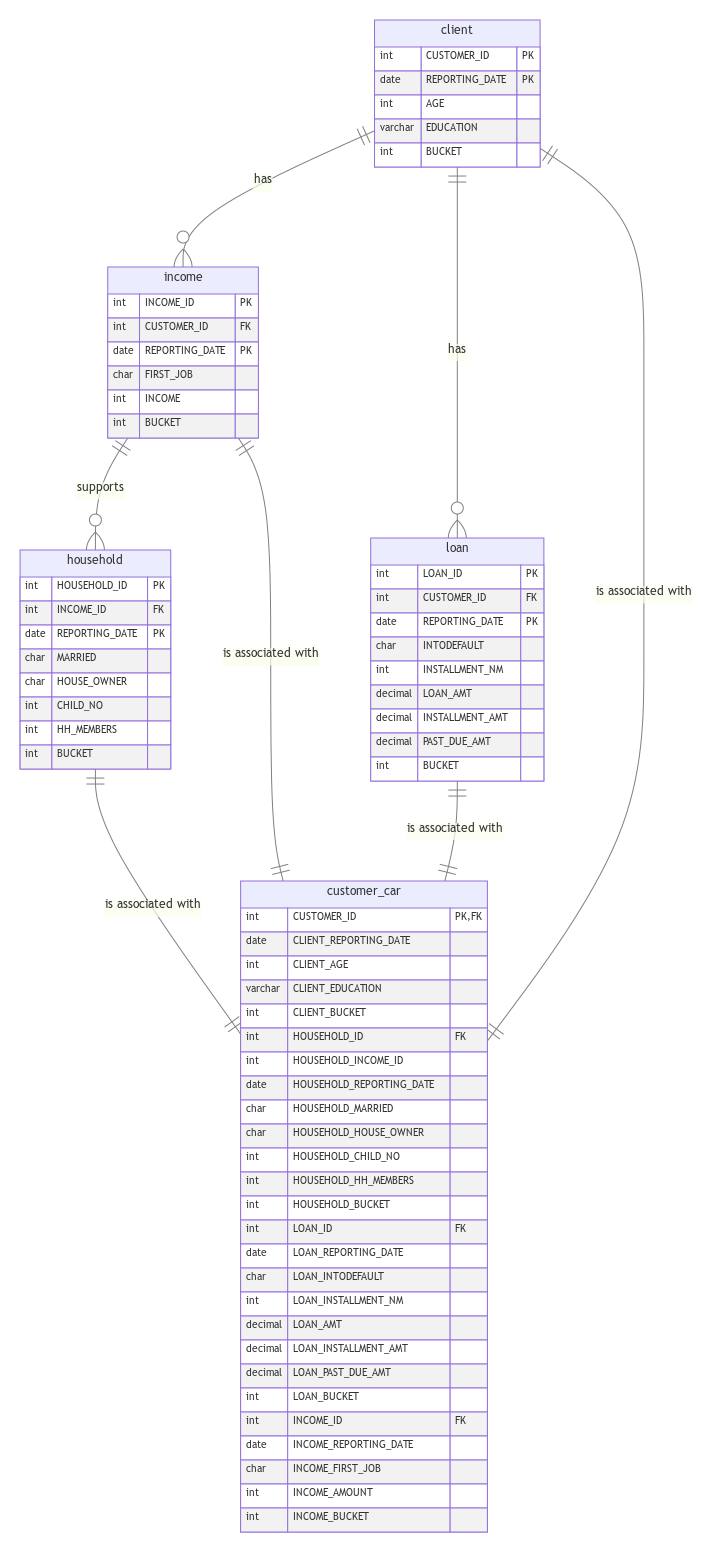 client
int CUSTOMER_ID PK
date REPORTING_DATE PK
int AGE
varchar EDUCATION
int BUCKET
has
income
int INCOME_ID PK
int CUSTOMER_ID FK
date REPORTING_DATE PK
char FIRST_JOB
int INCOME
int BUCKET
has
supports
household
int HOUSEHOLD_ID PK
int INCOME_ID FK
date REPORTING_DATE PK
char MARRIED
char HOUSE_OWNER
int CHILD_NO
int HH_MEMBERS
int BUCKET
loan
int LOAN_ID PK
int CUSTOMER_ID FK
date REPORTING_DATE PK
char INTODEFAULT
int INSTALLMENT_NM
decimal LOAN_AMT
decimal INSTALLMENT_AMT
decimal PAST_DUE_AMT
int BUCKET
is associated with
is associated with
is associated with
is associated with
customer_car
int CUSTOMER_ID PK,FK
date CLIENT_REPORTING_DATE
int CLIENT_AGE
varchar CLIENT_EDUCATION
int CLIENT_BUCKET
int HOUSEHOLD_ID FK
int HOUSEHOLD_INCOME_ID
date HOUSEHOLD_REPORTING_DATE
char HOUSEHOLD_MARRIED
char HOUSEHOLD_HOUSE_OWNER
int HOUSEHOLD_CHILD_NO
int HOUSEHOLD_HH_MEMBERS
int HOUSEHOLD_BUCKET
int LOAN_ID FK
date LOAN_REPORTING_DATE
char LOAN_INTODEFAULT
int LOAN_INSTALLMENT_NM
decimal LOAN_AMT
decimal LOAN_INSTALLMENT_AMT
decimal LOAN_PAST_DUE_AMT
int LOAN_BUCKET
int INCOME_ID FK
date INCOME_REPORTING_DATE
char INCOME_FIRST_JOB
int INCOME_AMOUNT
int INCOME_BUCKET